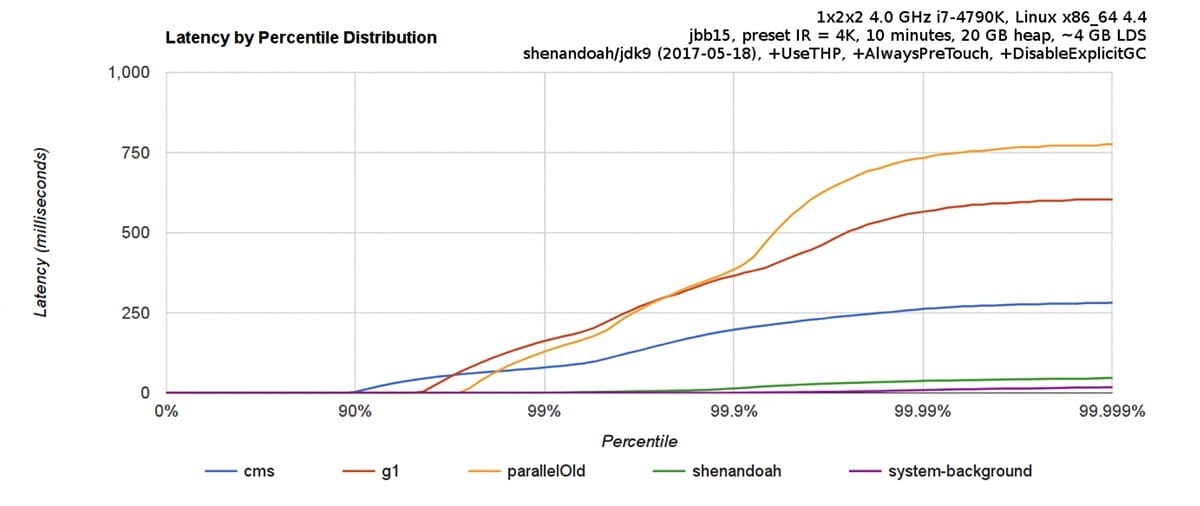 Latency by Percentile Distribution
1x2x2 4.0 GHz i7-4790K, Linux x86_64 4.4
jbb15, preset IR = 4K, 10 minutes, 20 GB heap, ~4 GB LDS
shenandoah/jdk9 (2017-05-18), +UseTHP, +AlwaysPreTouch, +DisableExplicitGC
Latency (milliseconds)
1,000
750
500
250
0
0% 90% 99% 99.9% 99.99% 99.999%
Percentile
cms g1 parallelOld shenandoah system-background